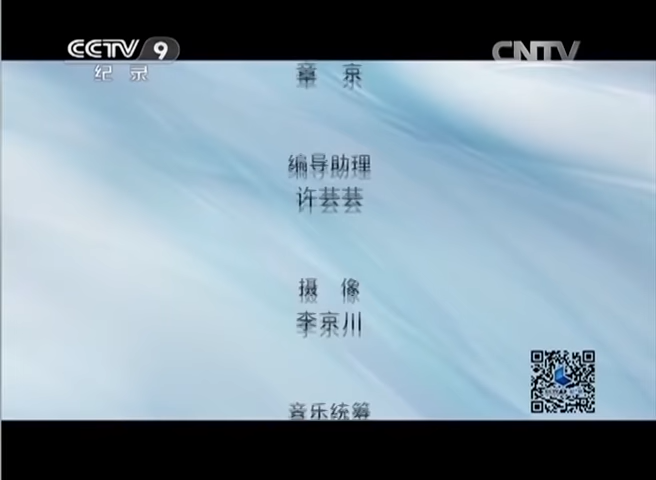 CCTV 9
CNTV
纪 录
章 京
编导助理
许芸芸
摄 像
李京川
音乐统筹